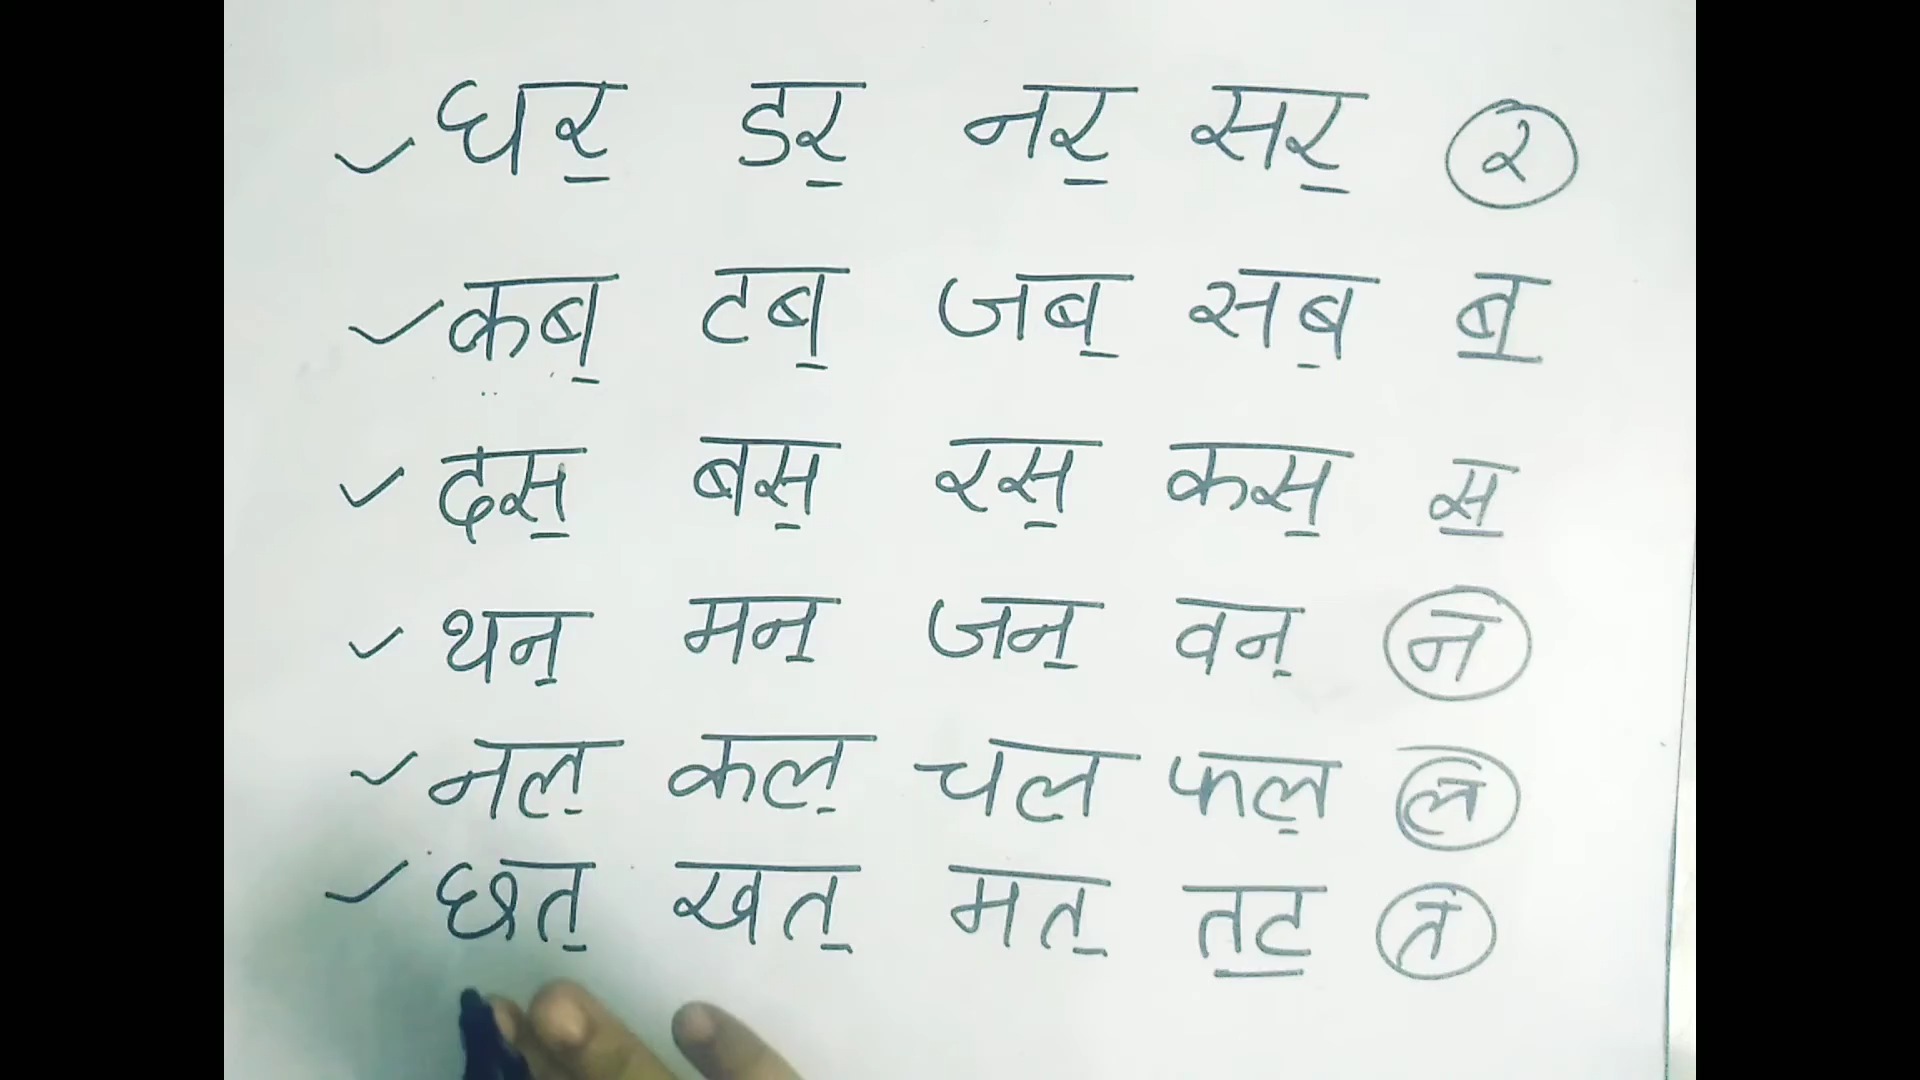 घर डर नर सर र
कब टब जब सब ब
दस बस रस कस स
थन मन जन वन न
नल कल चल फल ल
छत खत मत तट त